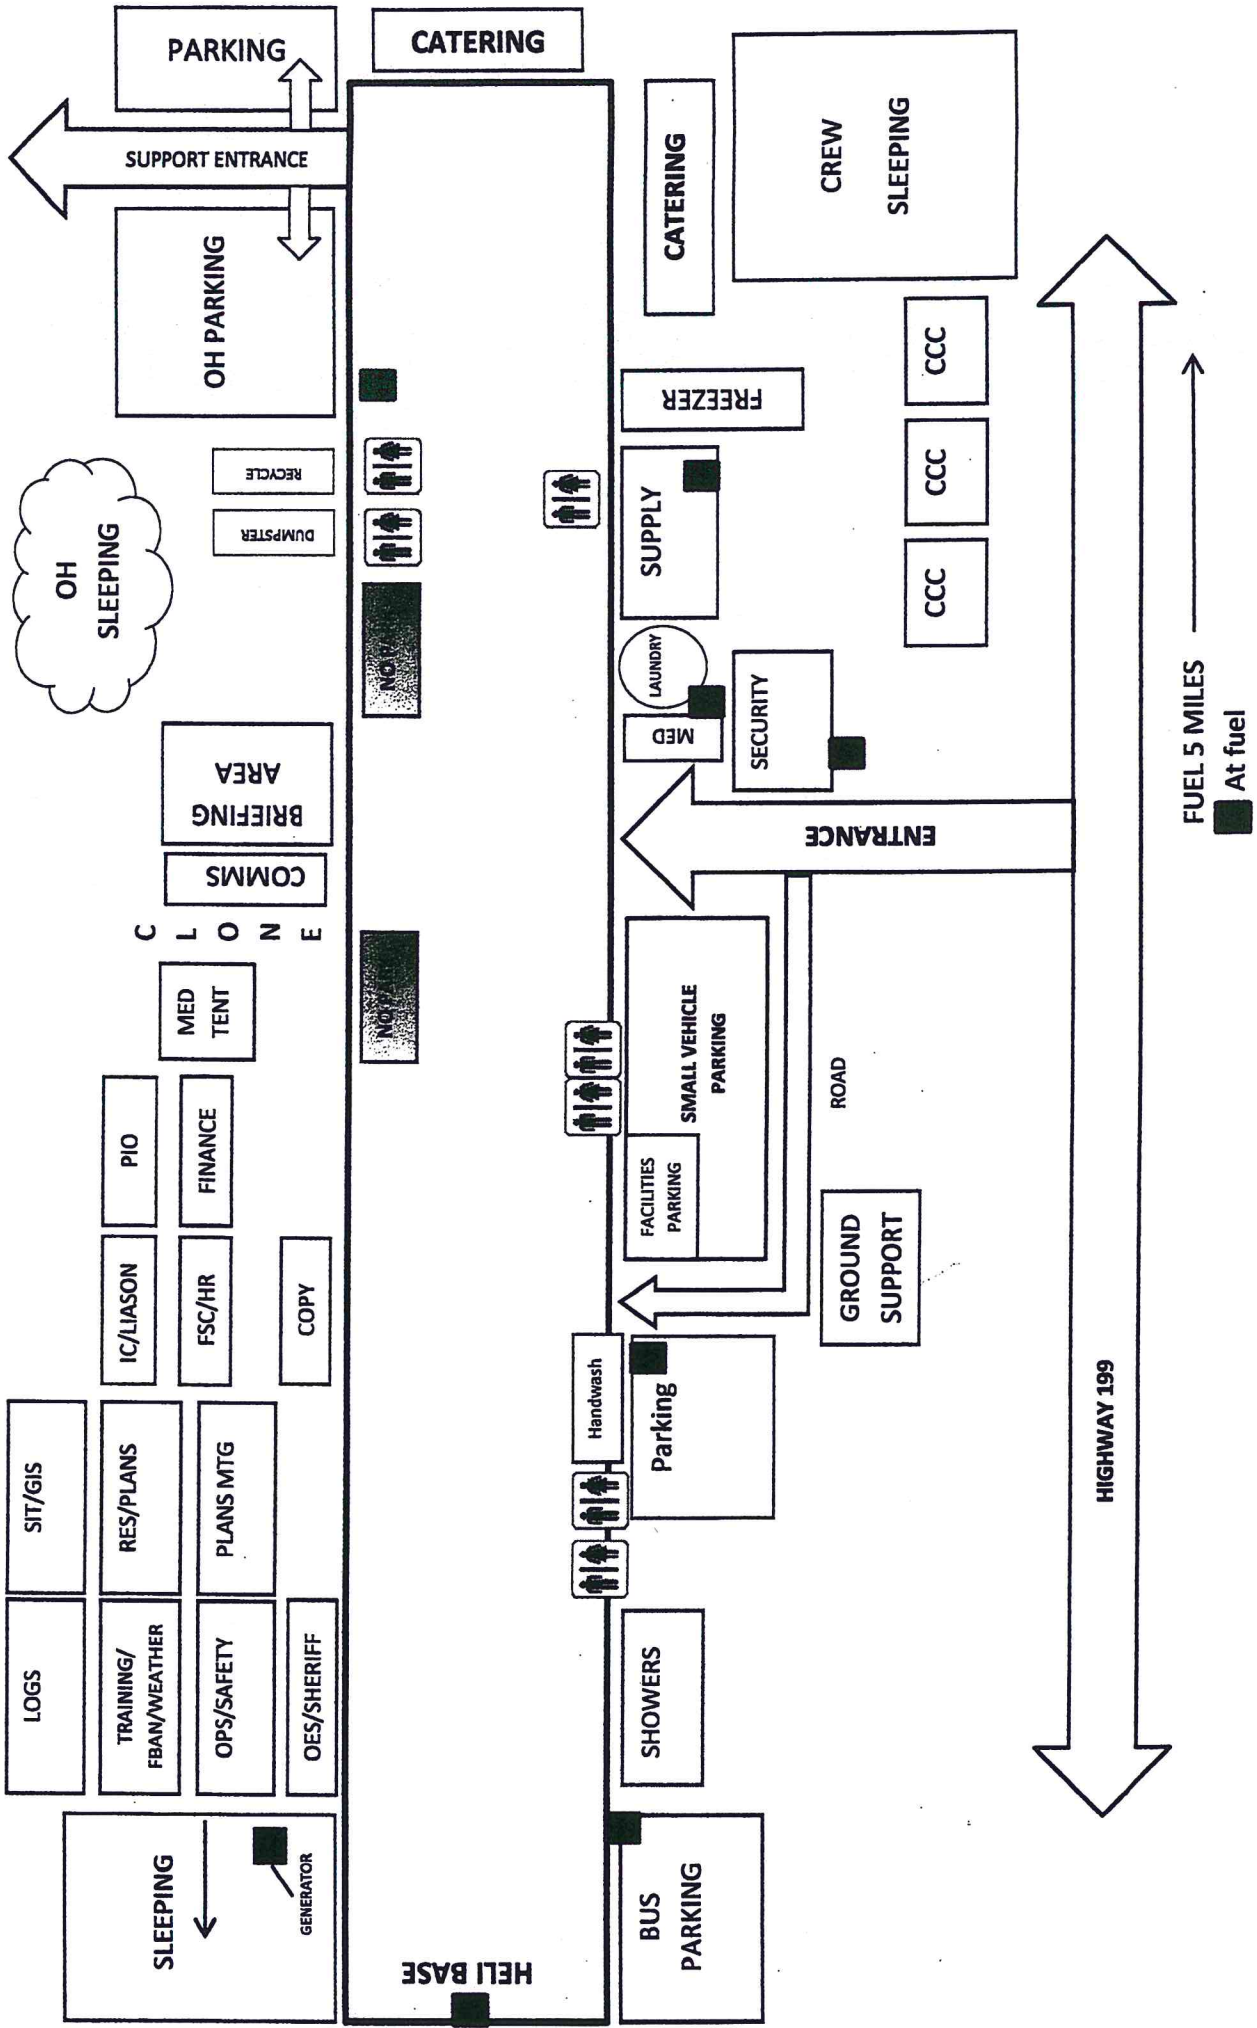 LOGS
SIT/GIS
OH
SLEEPING
SLEEPING
GENERATOR
TRAINING/
FBAN/WEATHER
RES/PLANS
IC/LIASON
PIO
OPS/SAFETY
PLANS MTG
FSC/HR
FINANCE
MED
TENT
OES/SHERIFF
COPY
C
L
O
N
E
COMMS
BRIEFING
AREA
DUMPSTER
RECYCLE
OH PARKING
SUPPORT ENTRANCE
PARKING
HELI BASE
NO
NO
CATERING
BUS
PARKING
SHOWERS
Handwash
Parking
FACILITIES
PARKING
SMALL VEHICLE
PARKING
ENTRANCE
MED
LAUNDRY
SUPPLY
FREEZER
CATERING
SECURITY
CREW
SLEEPING
GROUND
SUPPORT
ROAD
CCC
CCC
CCC
HIGHWAY 199
FUEL 5 MILES
At fuel